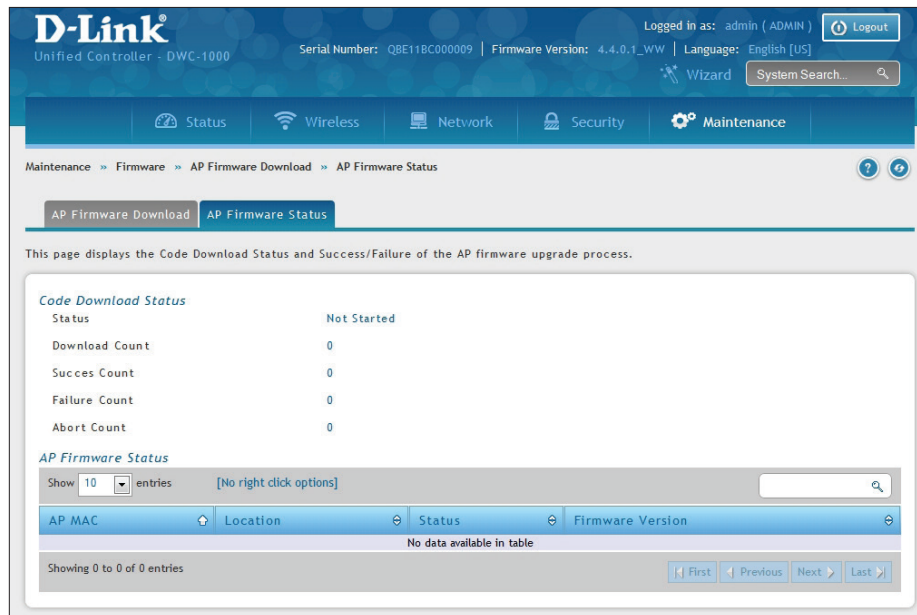 D-Link®
Unified Controller - DWC-1000
Logged in as: admin ( ADMIN ) Logout
Serial Number: QBE11BC000009 | Firmware Version: 4.4.0.1_WW | Language: English [US]
Wizard System Search...
Status Wireless Network Security Maintenance
Maintenance » Firmware » AP Firmware Download » AP Firmware Status
?
AP Firmware Download AP Firmware Status
This page displays the Code Download Status and Success/Failure of the AP firmware upgrade process.
Code Download Status
Status Not Started
Download Count 0
Succes Count 0
Failure Count 0
Abort Count 0
AP Firmware Status
Show 10 entries [No right click options]
AP MAC Location Status Firmware Version
No data available in table
Showing 0 to 0 of 0 entries First Previous Next Last